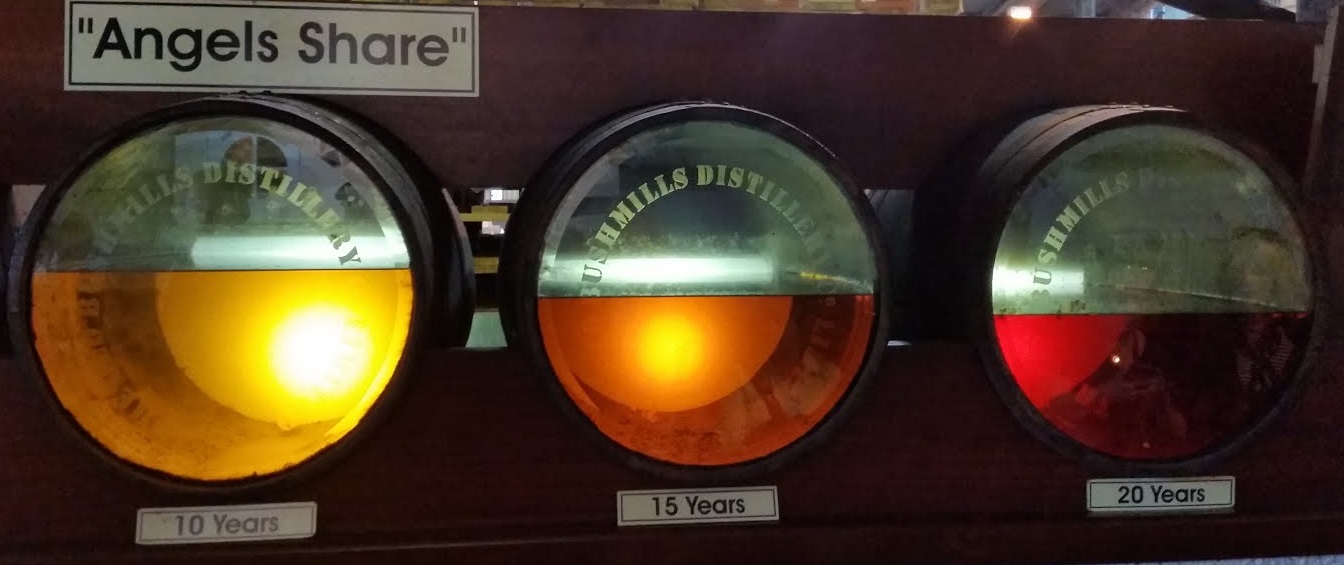 "Angels Share"
DISTILLERY
BUSHMILLS DISTILLERY
BUSHMILLS
10 Years
15 Years
20 Years